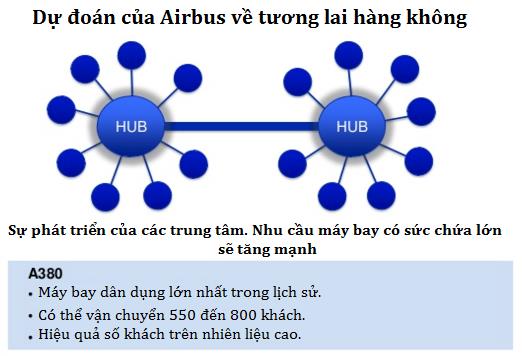 Dự đoán của Airbus về tương lai hàng không
HUB
HUB
Sự phát triển của các trung tâm. Nhu cầu máy bay có sức chứa lớn
sẽ tăng mạnh
A380
• Máy bay dân dụng lớn nhất trong lịch sử.
• Có thể vận chuyển 550 đến 800 khách.
• Hiệu quả số khách trên nhiên liệu cao.